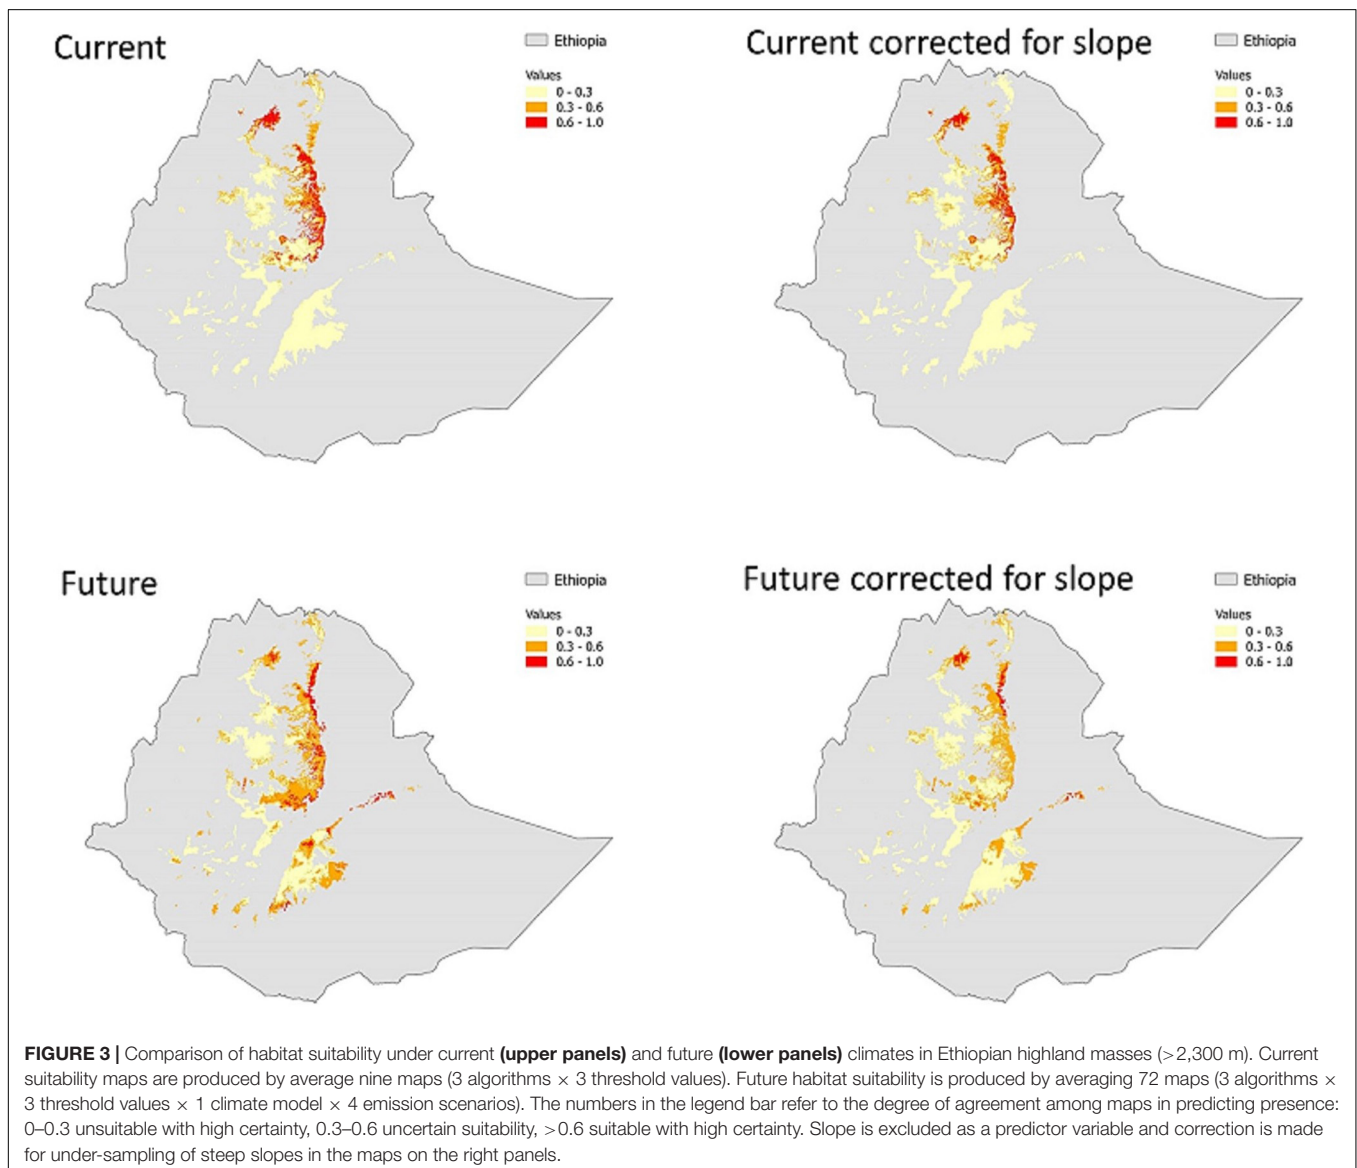 Current
Ethiopia
Values
0 - 0.3
0.3 - 0.6
0.6 - 1.0
Current corrected for slope
Ethiopia
Values
0 - 0.3
0.3 - 0.6
0.6 - 1.0
Future
Ethiopia
Values
0 - 0.3
0.3 - 0.6
0.6 - 1.0
Future corrected for slope
Ethiopia
Values
0 - 0.3
0.3 - 0.6
0.6 - 1.0
FIGURE 3 | Comparison of habitat suitability under current (upper panels) and future (lower panels) climates in Ethiopian highland masses (>2,300 m). Current
suitability maps are produced by average nine maps (3 algorithms × 3 threshold values). Future habitat suitability is produced by averaging 72 maps (3 algorithms ×
3 threshold values × 1 climate model × 4 emission scenarios). The numbers in the legend bar refer to the degree of agreement among maps in predicting presence:
0–0.3 unsuitable with high certainty, 0.3–0.6 uncertain suitability, >0.6 suitable with high certainty. Slope is excluded as a predictor variable and correction is made
for under-sampling of steep slopes in the maps on the right panels.